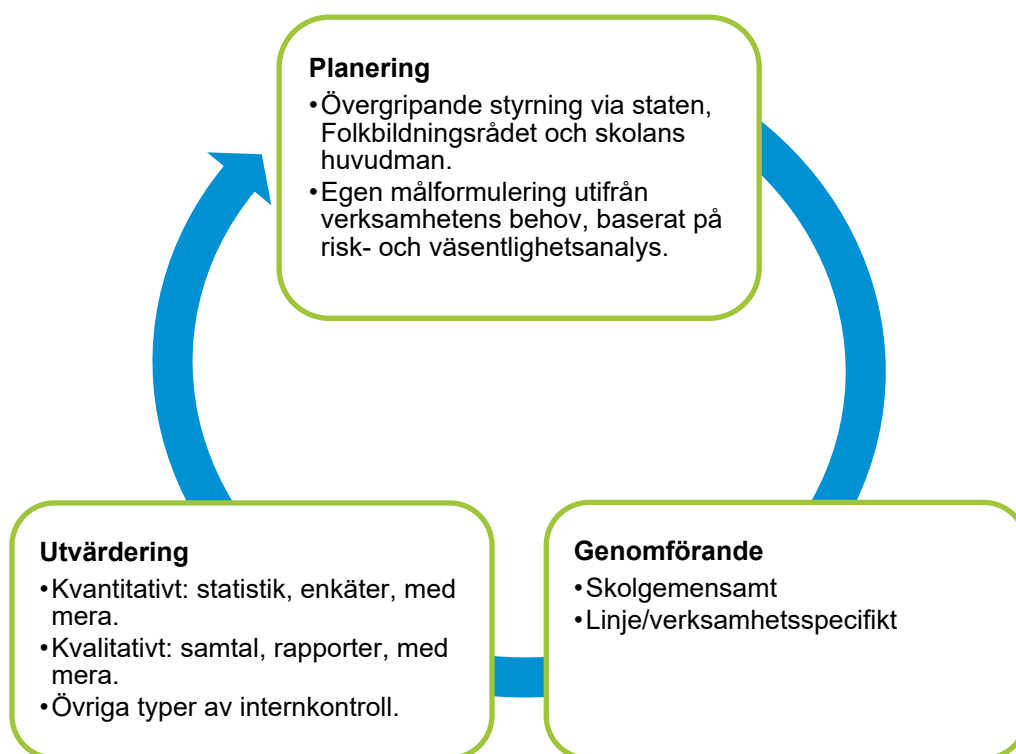 Planering
•Övergripande styrning via staten,
Folkbildningsrådet och skolans
huvudman.
•Egen målformulering utifrån
verksamhetens behov, baserat på
risk- och väsentlighetsanalys.
Genomförande
•Skolgemensamt
•Linje/verksamhetsspecifikt
Utvärdering
•Kvantitativt: statistik, enkäter, med
mera.
•Kvalitativt: samtal, rapporter, med
mera.
•Övriga typer av internkontroll.